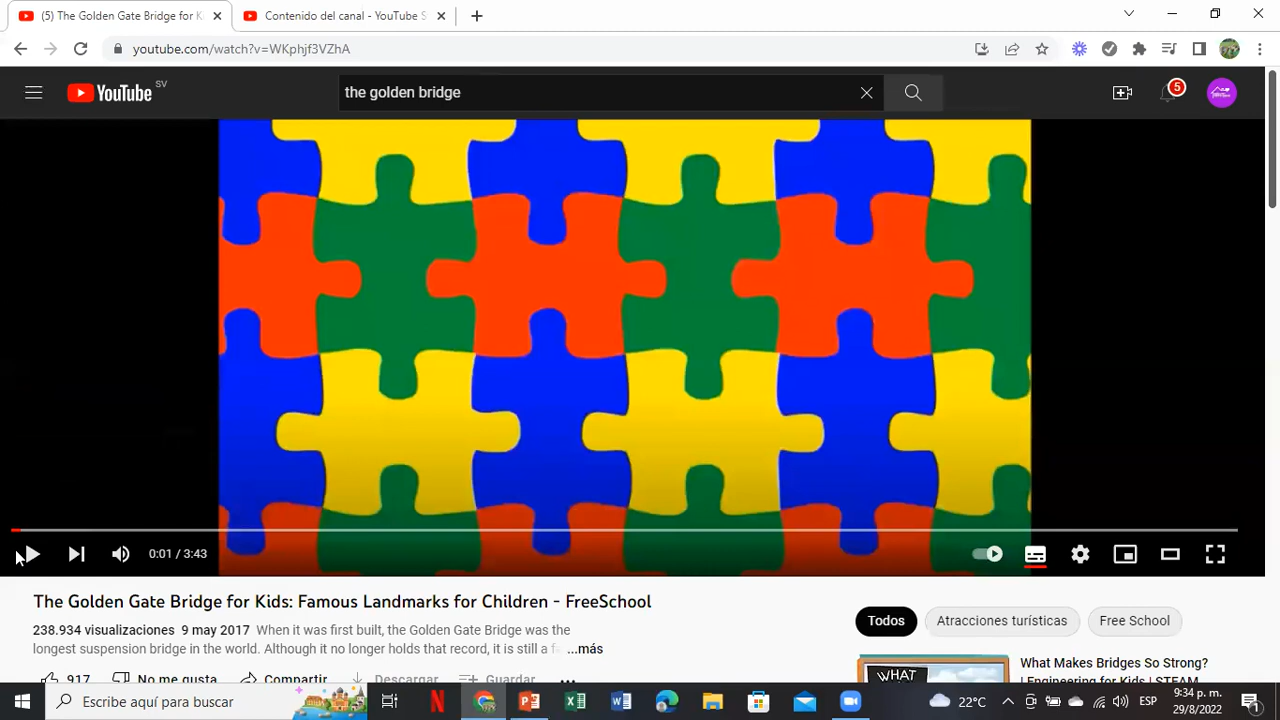 (5) The Golden Gate Bridge for K
Contenido del canal - YouTube S
youtube.com/watch?v=WKphjf3VZhA
YouTube SV
the golden bridge
5
0:01 / 3:43
The Golden Gate Bridge for Kids: Famous Landmarks for Children - FreeSchool
238.934 visualizaciones 9 may 2017 When it was first built, the Golden Gate Bridge was the
longest suspension bridge in the world. Although it no longer holds that record, it is still a
...más
917 No me gusta Compartir Descargar Guardar
Todos
Atracciones turísticas
Free School
WHAT
What Makes Bridges So Strong?
| Engineering for Kids | STEAM
Escribe aquí para buscar
22°C
ESP
9:34 p. m.
29/8/2022
1